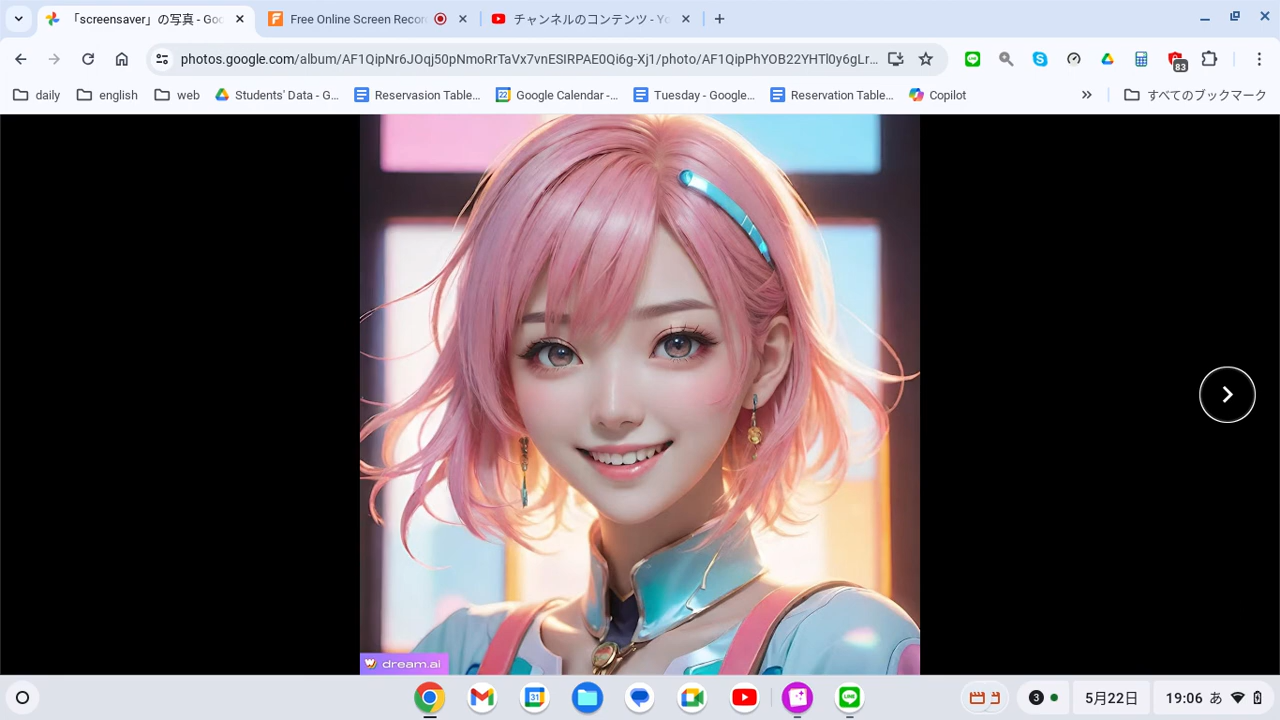 「screensaver」の写真 - Goo
Free Online Screen Record
チャンネルのコンテンツ - Yo
photos.google.com/album/AF1QipNr6JOqj50pNmoRrTaVx7vnESIRPAE0Qi6g-Xj1/photo/AF1QipPhYOB22YHTl0y6gLr...
83
daily
english
web
Students' Data - G...
Reservasion Table...
Google Calendar -...
Tuesday - Google...
Reservation Table...
Copilot
すべてのブックマーク
dream.ai
3
5月22日
19:06
あ